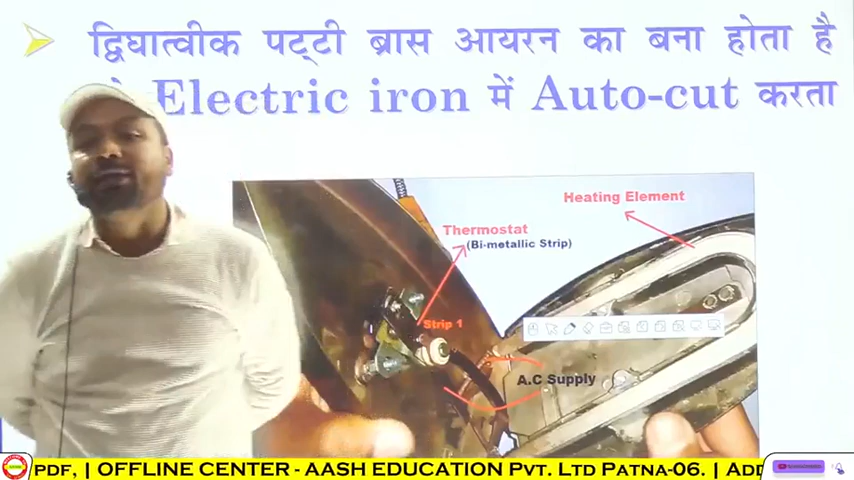 द्विघात्वीक पट्टी ब्रास आयरन का बना होता है
Electric iron में Auto-cut करता
Heating Element
Thermostat
(Bi-metallic Strip)
Strip 1
A.C Supply
PDF, | OFFLINE CENTER - AASH EDUCATION PVT. LTD PATNA-06. | ADD